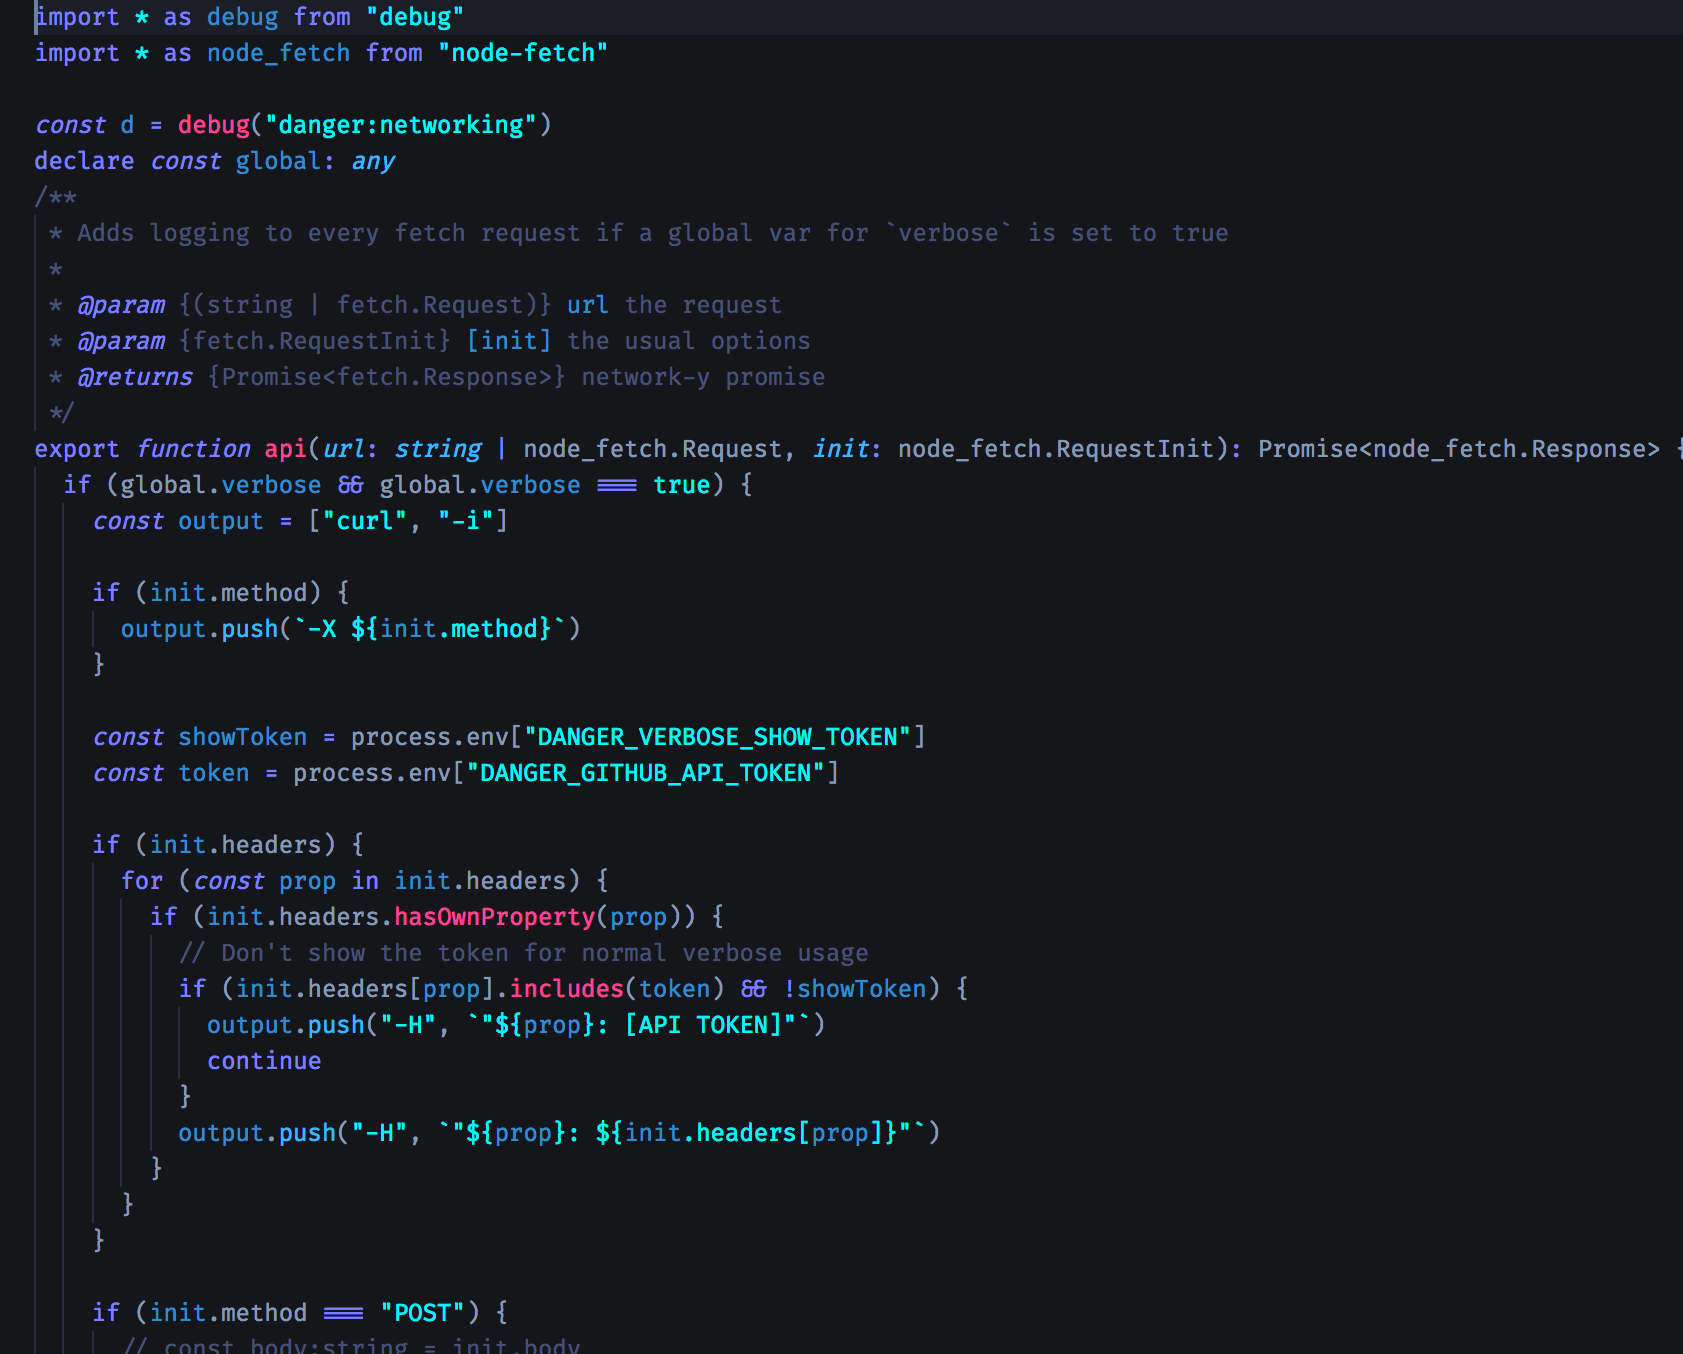 import * as debug from "debug"
import * as node_fetch from "node-fetch"

const d = debug("danger:networking")
declare const global: any
/**
 * Adds logging to every fetch request if a global var for `verbose` is set to true
 *
 * @param {(string | fetch.Request)} url the request
 * @param {fetch.RequestInit} [init] the usual options
 * @returns {Promise<fetch.Response>} network-y promise
 */
export function api(url: string | node_fetch.Request, init: node_fetch.RequestInit): Promise<node_fetch.Response> {
  if (global.verbose && global.verbose === true) {
    const output = ["curl", "-i"]

    if (init.method) {
      output.push(`-X ${init.method}`)
    }

    const showToken = process.env["DANGER_VERBOSE_SHOW_TOKEN"]
    const token = process.env["DANGER_GITHUB_API_TOKEN"]

    if (init.headers) {
      for (const prop in init.headers) {
        if (init.headers.hasOwnProperty(prop)) {
          // Don't show the token for normal verbose usage
          if (init.headers[prop].includes(token) && !showToken) {
            output.push("-H", `"${prop}: [API TOKEN]"`)
            continue
          }
          output.push("-H", `"${prop}: ${init.headers[prop]}"`)
        }
      }
    }

    if (init.method === "POST") {
      // const body:string = init.body